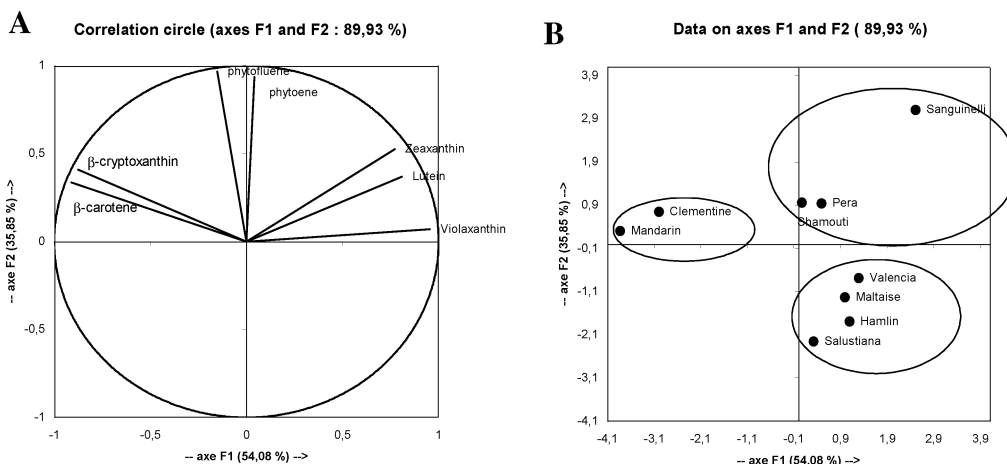 A
Correlation circle (axes F1 and F2 : 89,93 %)
1
phytofluene
phytoene
0,5
Zeaxanthin
β-cryptoxanthin
Lutein
β-carotene
Violaxanthin
0
-0,5
-1
-1
-0,5
0
0,5
1
-- axe F2 (35,85 %) -->
-- axe F1 (54,08 %) -->
B
Data on axes F1 and F2 ( 89,93 %)
3,9
2,9
1,9
0,9
-0,1
-1,1
-2,1
-3,1
-4,1
Sanguinelli
Pera
Shamouti
Clementine
Mandarin
Valencia
Maltaise
Hamlin
Salustiana
-4,1
-3,1
-2,1
-1,1
-0,1
0,9
1,9
2,9
3,9
-- axe F2 (35,85 %) -->
-- axe F1 (54,08 %) -->